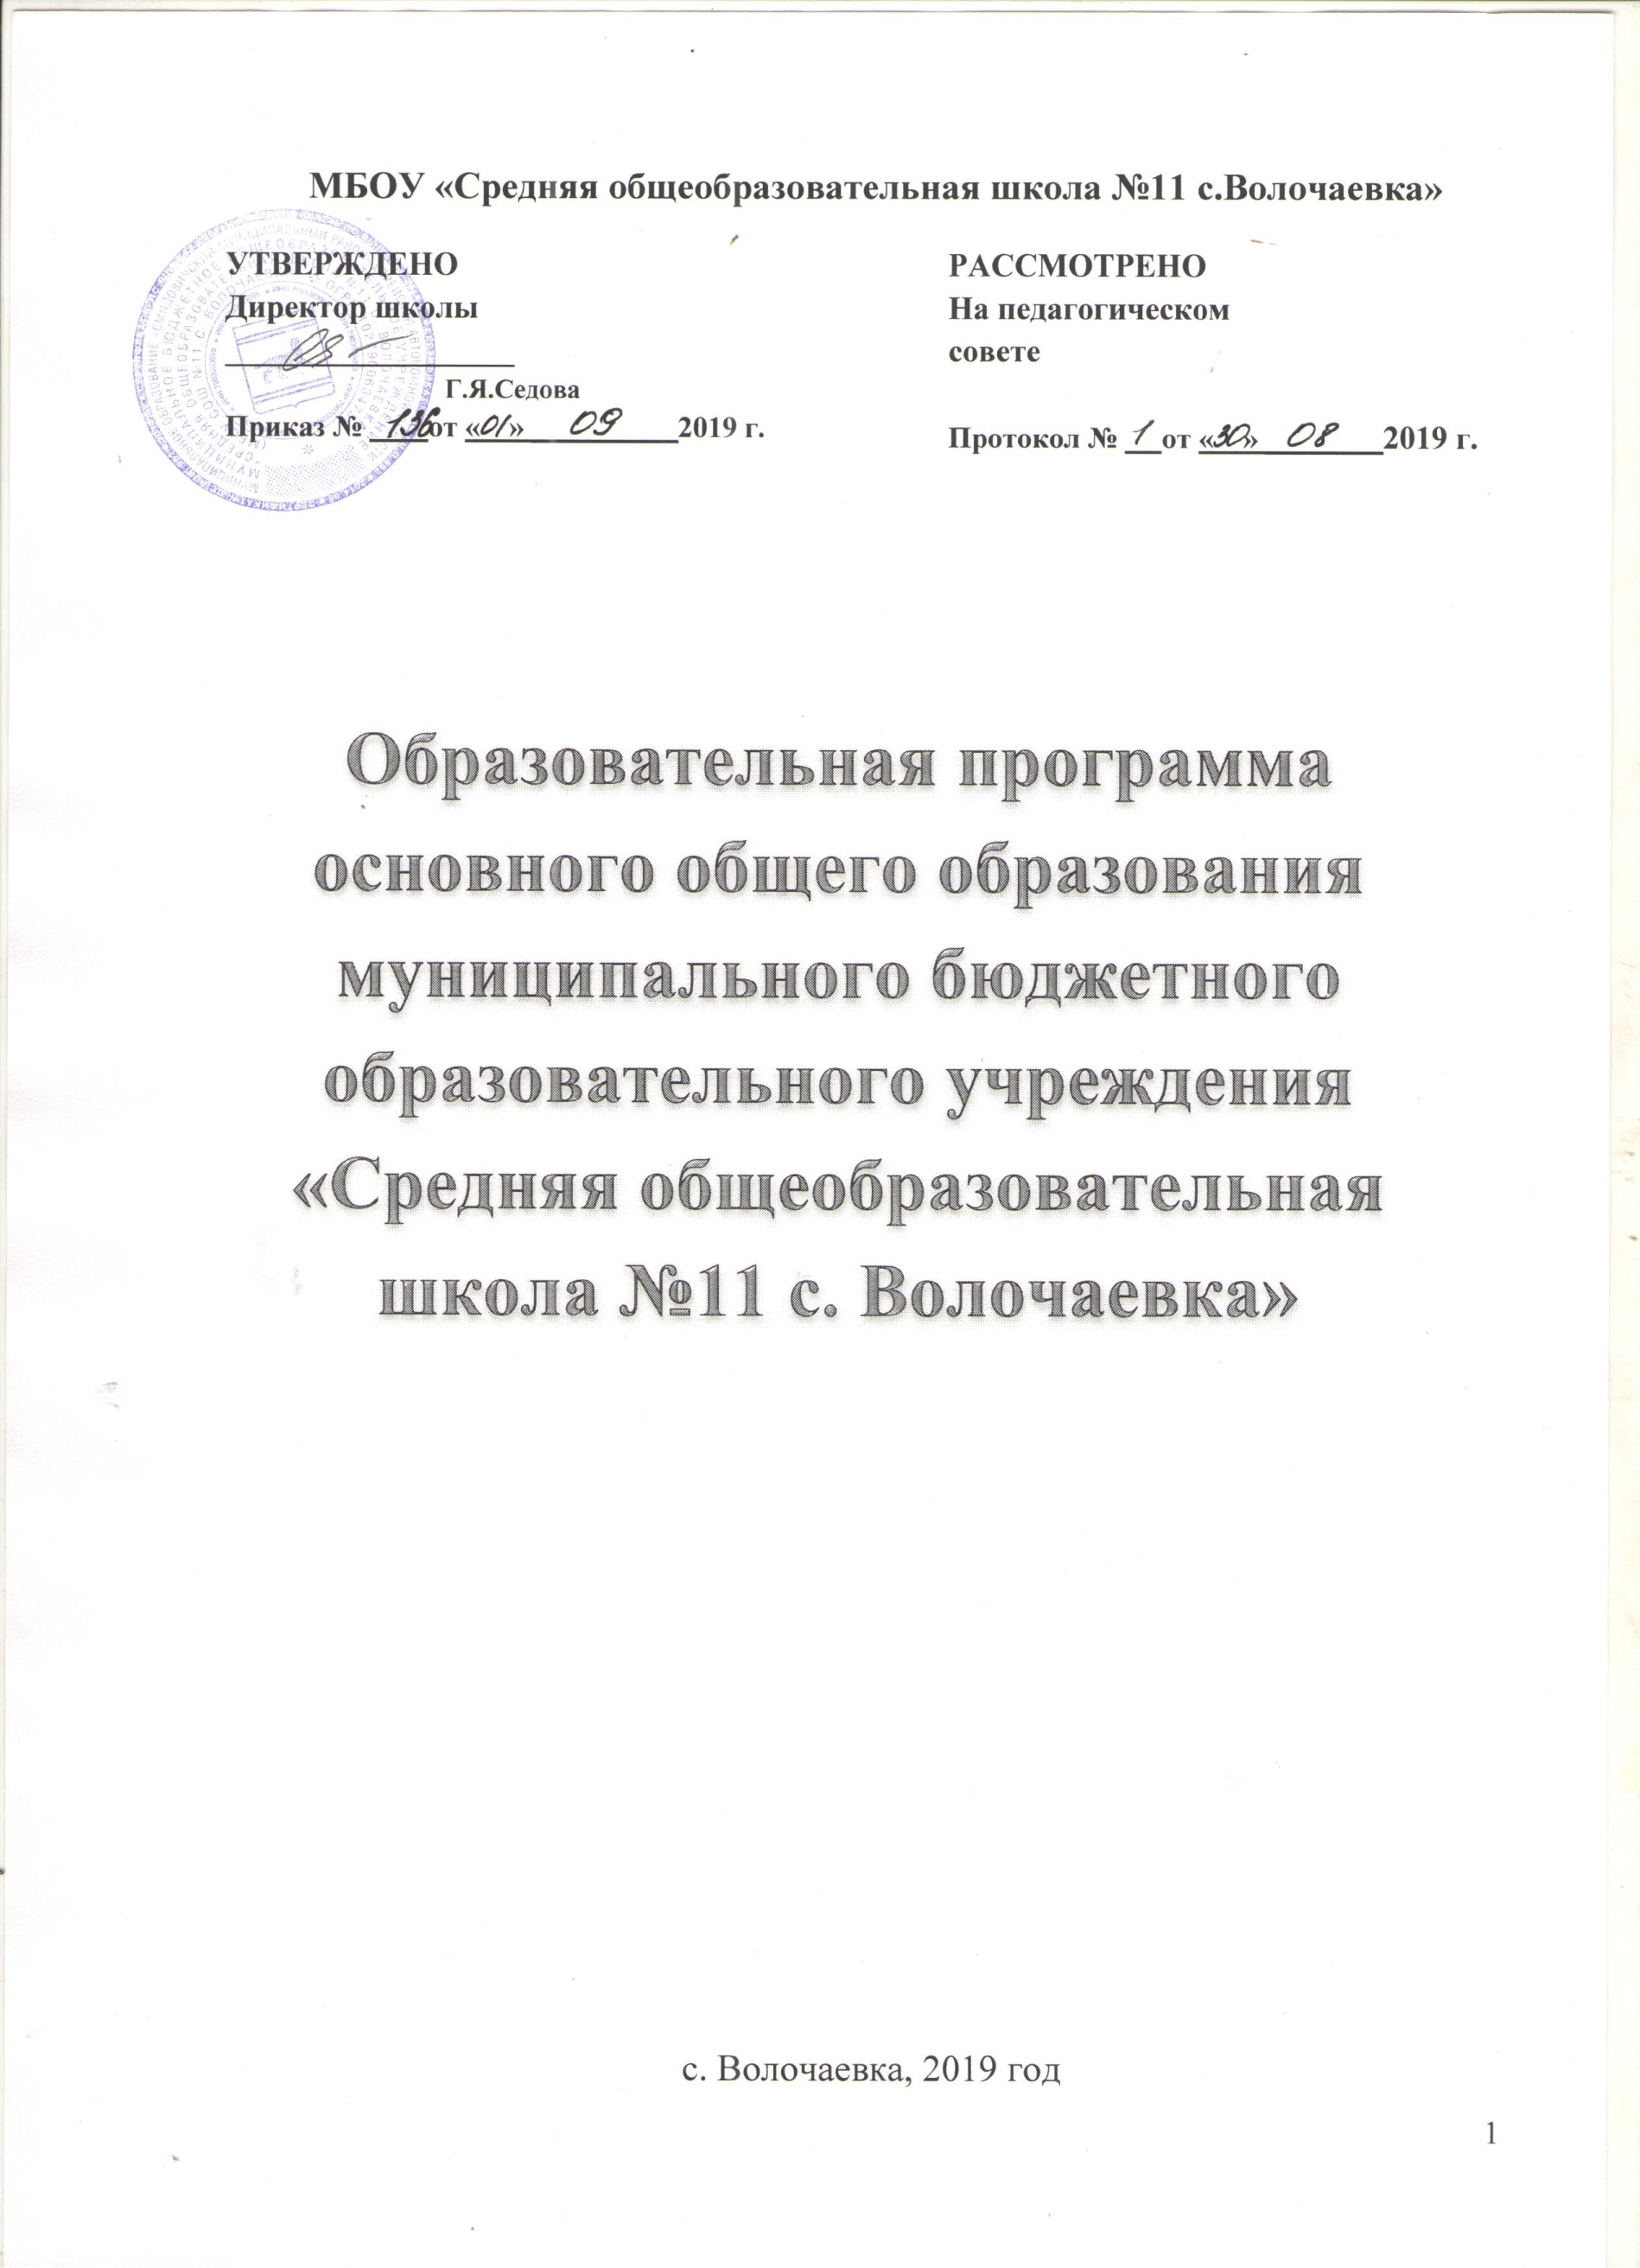 МБОУ «Средняя общеобразовательная школа №11 с.Волочаевка»
УТВЕРЖДЕНО
Директор школы
Г.Я.Седова
Приказ № 136 от «01» 09 2019 г.
РАССМОТРЕНО
На педагогическом
совете
Протокол № 1 от «30» 08 2019 г.
Образовательная программа
основного общего образования
муниципального бюджетного
образовательного учреждения
«Средняя общеобразовательная
школа №11 с. Волочаевка»
с. Волочаевка, 2019 год
1